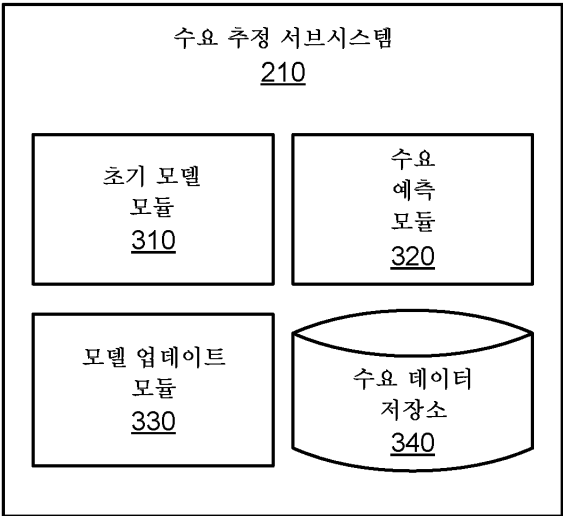 수요 추정 서브시스템
210
초기 모델
모듈
310
수요
예측
모듈
320
모델 업데이트
모듈
330
수요 데이터
저장소
340